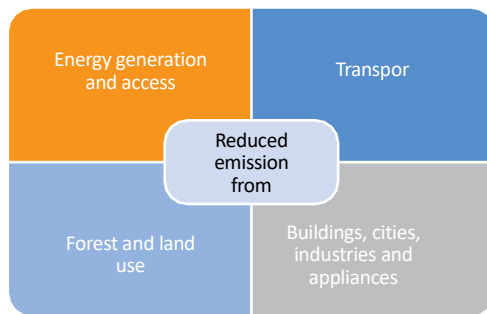 Energy generation
and access
Transpor
Reduced
emission
from
Forest and land
use
Buildings, cities,
industries and
appliances